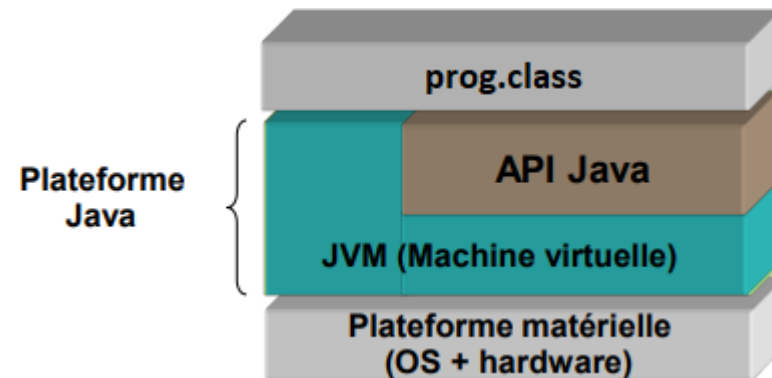 prog.class
Plateforme
Java
API Java
JVM (Machine virtuelle)
Plateforme matérielle
(OS + hardware)